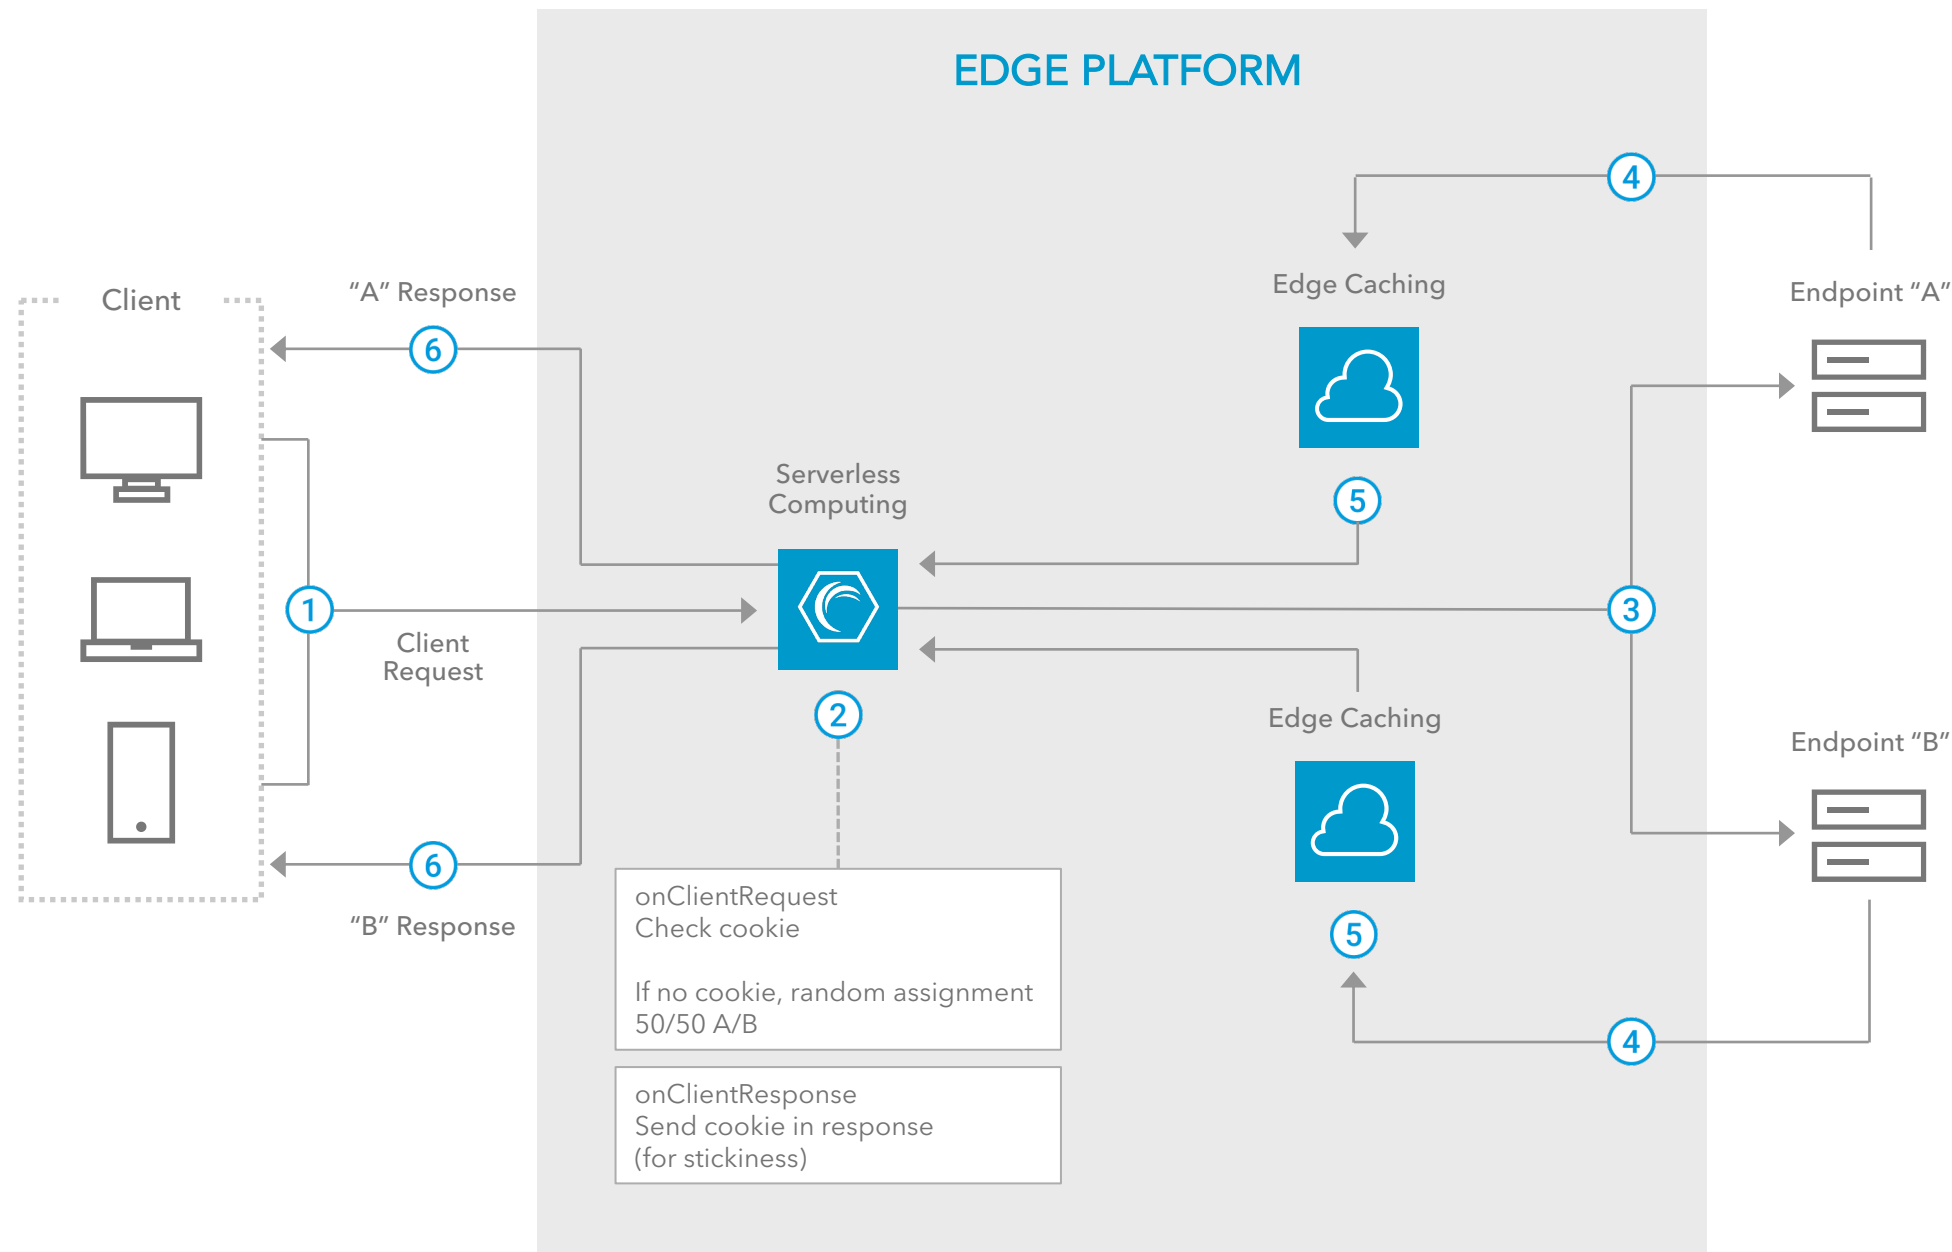 EDGE PLATFORM
4
Client
“A” Response
6
Edge Caching
Endpoint “A”
Serverless
Computing
5
1
Client
Request
3
2
Edge Caching
Endpoint “B”
6
“B” Response
onClientRequest
Check cookie
If no cookie, random assignment
50/50 A/B
5
4
onClientResponse
Send cookie in response
(for stickiness)